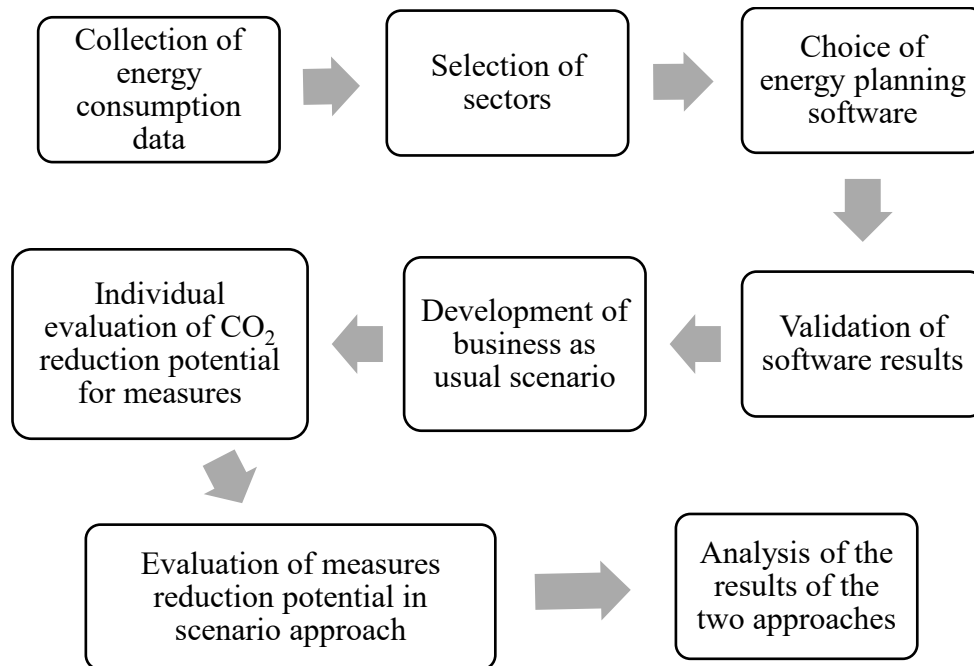 Collection of
energy
consumption
data
Selection of
sectors
Choice of
energy planning
software
Validation of
software results
Development of
business as
usual scenario
Individual
evaluation of CO₂
reduction potential
for measures
Evaluation of measures
reduction potential in
scenario approach
Analysis of the
results of the
two approaches